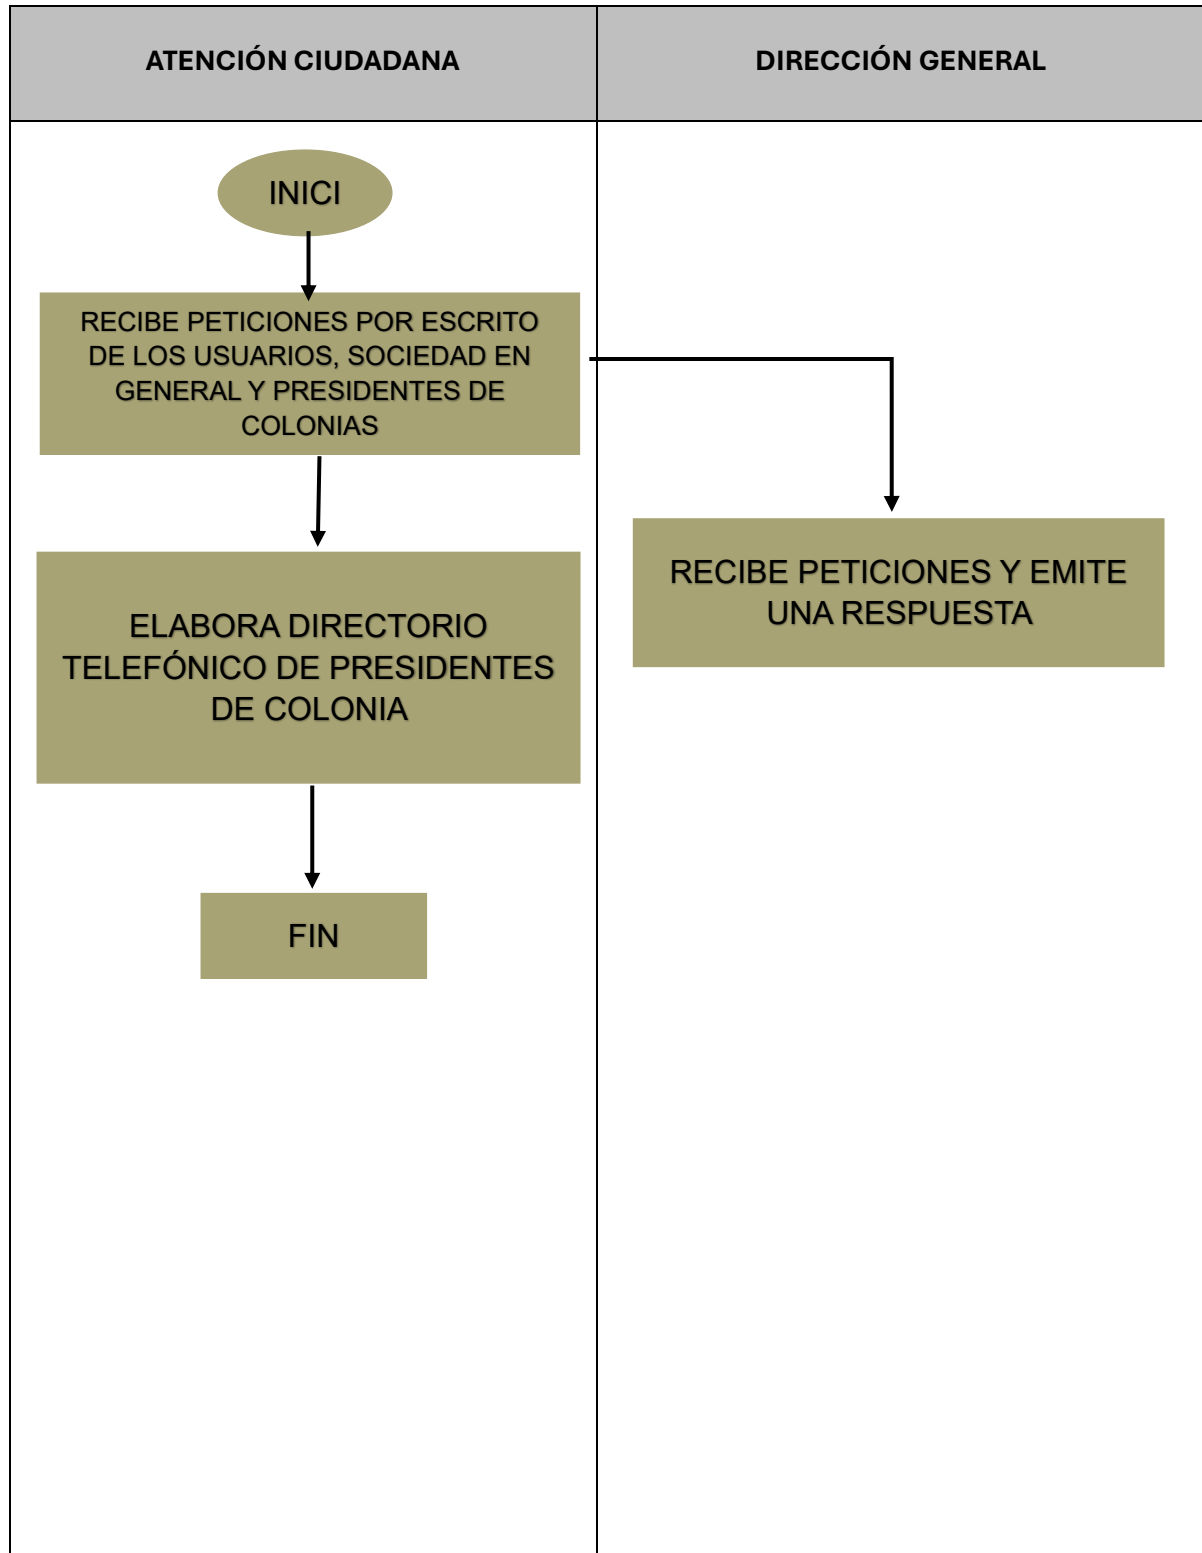 ATENCIÓN CIUDADANA
DIRECCIÓN GENERAL
INICI
RECIBE PETICIONES POR ESCRITO
DE LOS USUARIOS, SOCIEDAD EN
GENERAL Y PRESIDENTES DE
COLONIAS
RECIBE PETICIONES Y EMITE
UNA RESPUESTA
ELABORA DIRECTORIO
TELEFÓNICO DE PRESIDENTES
DE COLONIA
FIN